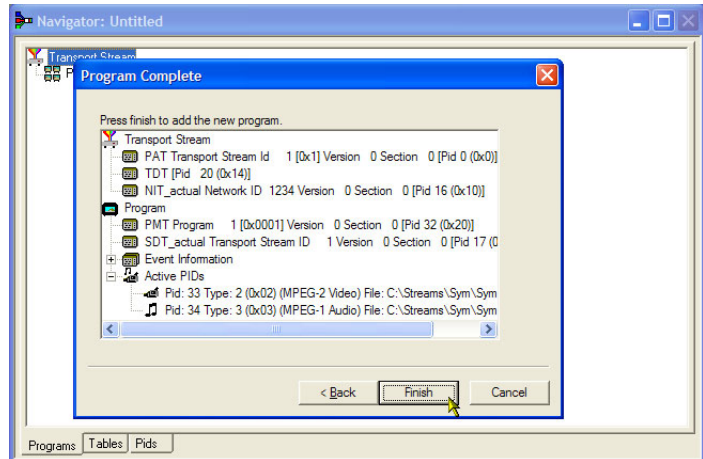 Navigator: Untitled
Transport Stream
P
Program Complete
Press finish to add the new program.
Transport Stream
PAT Transport Stream Id 1 [0x1] Version 0 Section 0 [Pid 0 (0x0)]
TDT [Pid 20 (0x14)]
NIT_actual Network ID 1234 Version 0 Section 0 [Pid 16 (0x10)]
Program
PMT Program 1 [0x0001] Version 0 Section 0 [Pid 32 (0x20)]
SDT_actual Transport Stream ID 1 Version 0 Section 0 [Pid 17 (0
Event Information
Active PIDs
Pid: 33 Type: 2 (0x02) (MPEG-2 Video) File: C:\Streams\Sym\Sym
Pid: 34 Type: 3 (0x03) (MPEG-1 Audio) File: C:\Streams\Sym\Sym
< Back Finish Cancel
Programs Tables Pids